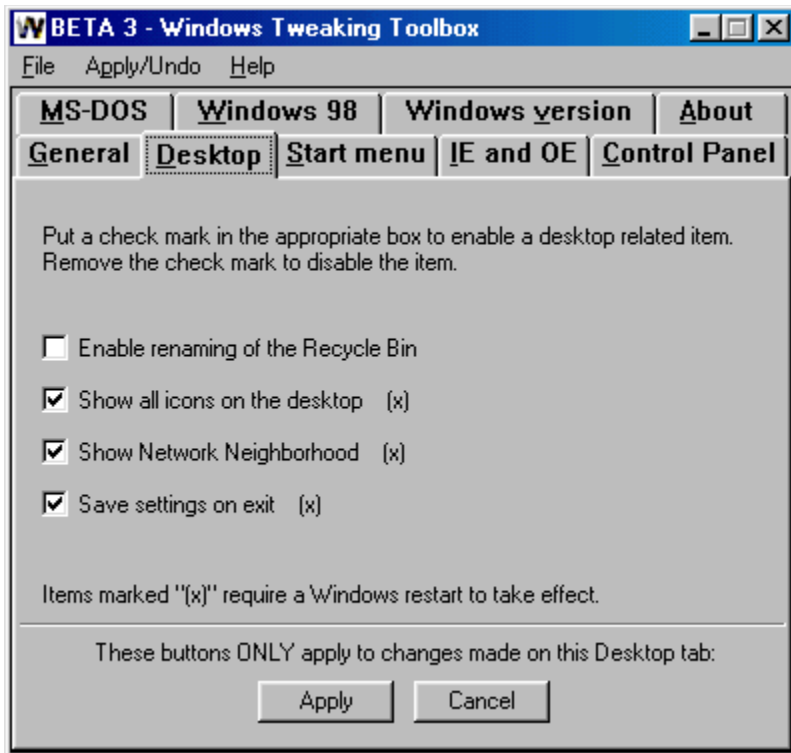 BETA 3 - Windows Tweaking Toolbox
File Apply/Undo Help
MS-DOS Windows 98 Windows version About
General Desktop Start menu IE and OE Control Panel
Put a check mark in the appropriate box to enable a desktop related item.
Remove the check mark to disable the item.
Enable renaming of the Recycle Bin
Show all icons on the desktop (x)
Show Network Neighborhood (x)
Save settings on exit (x)
Items marked "(x)" require a Windows restart to take effect.
These buttons ONLY apply to changes made on this Desktop tab:
Apply Cancel